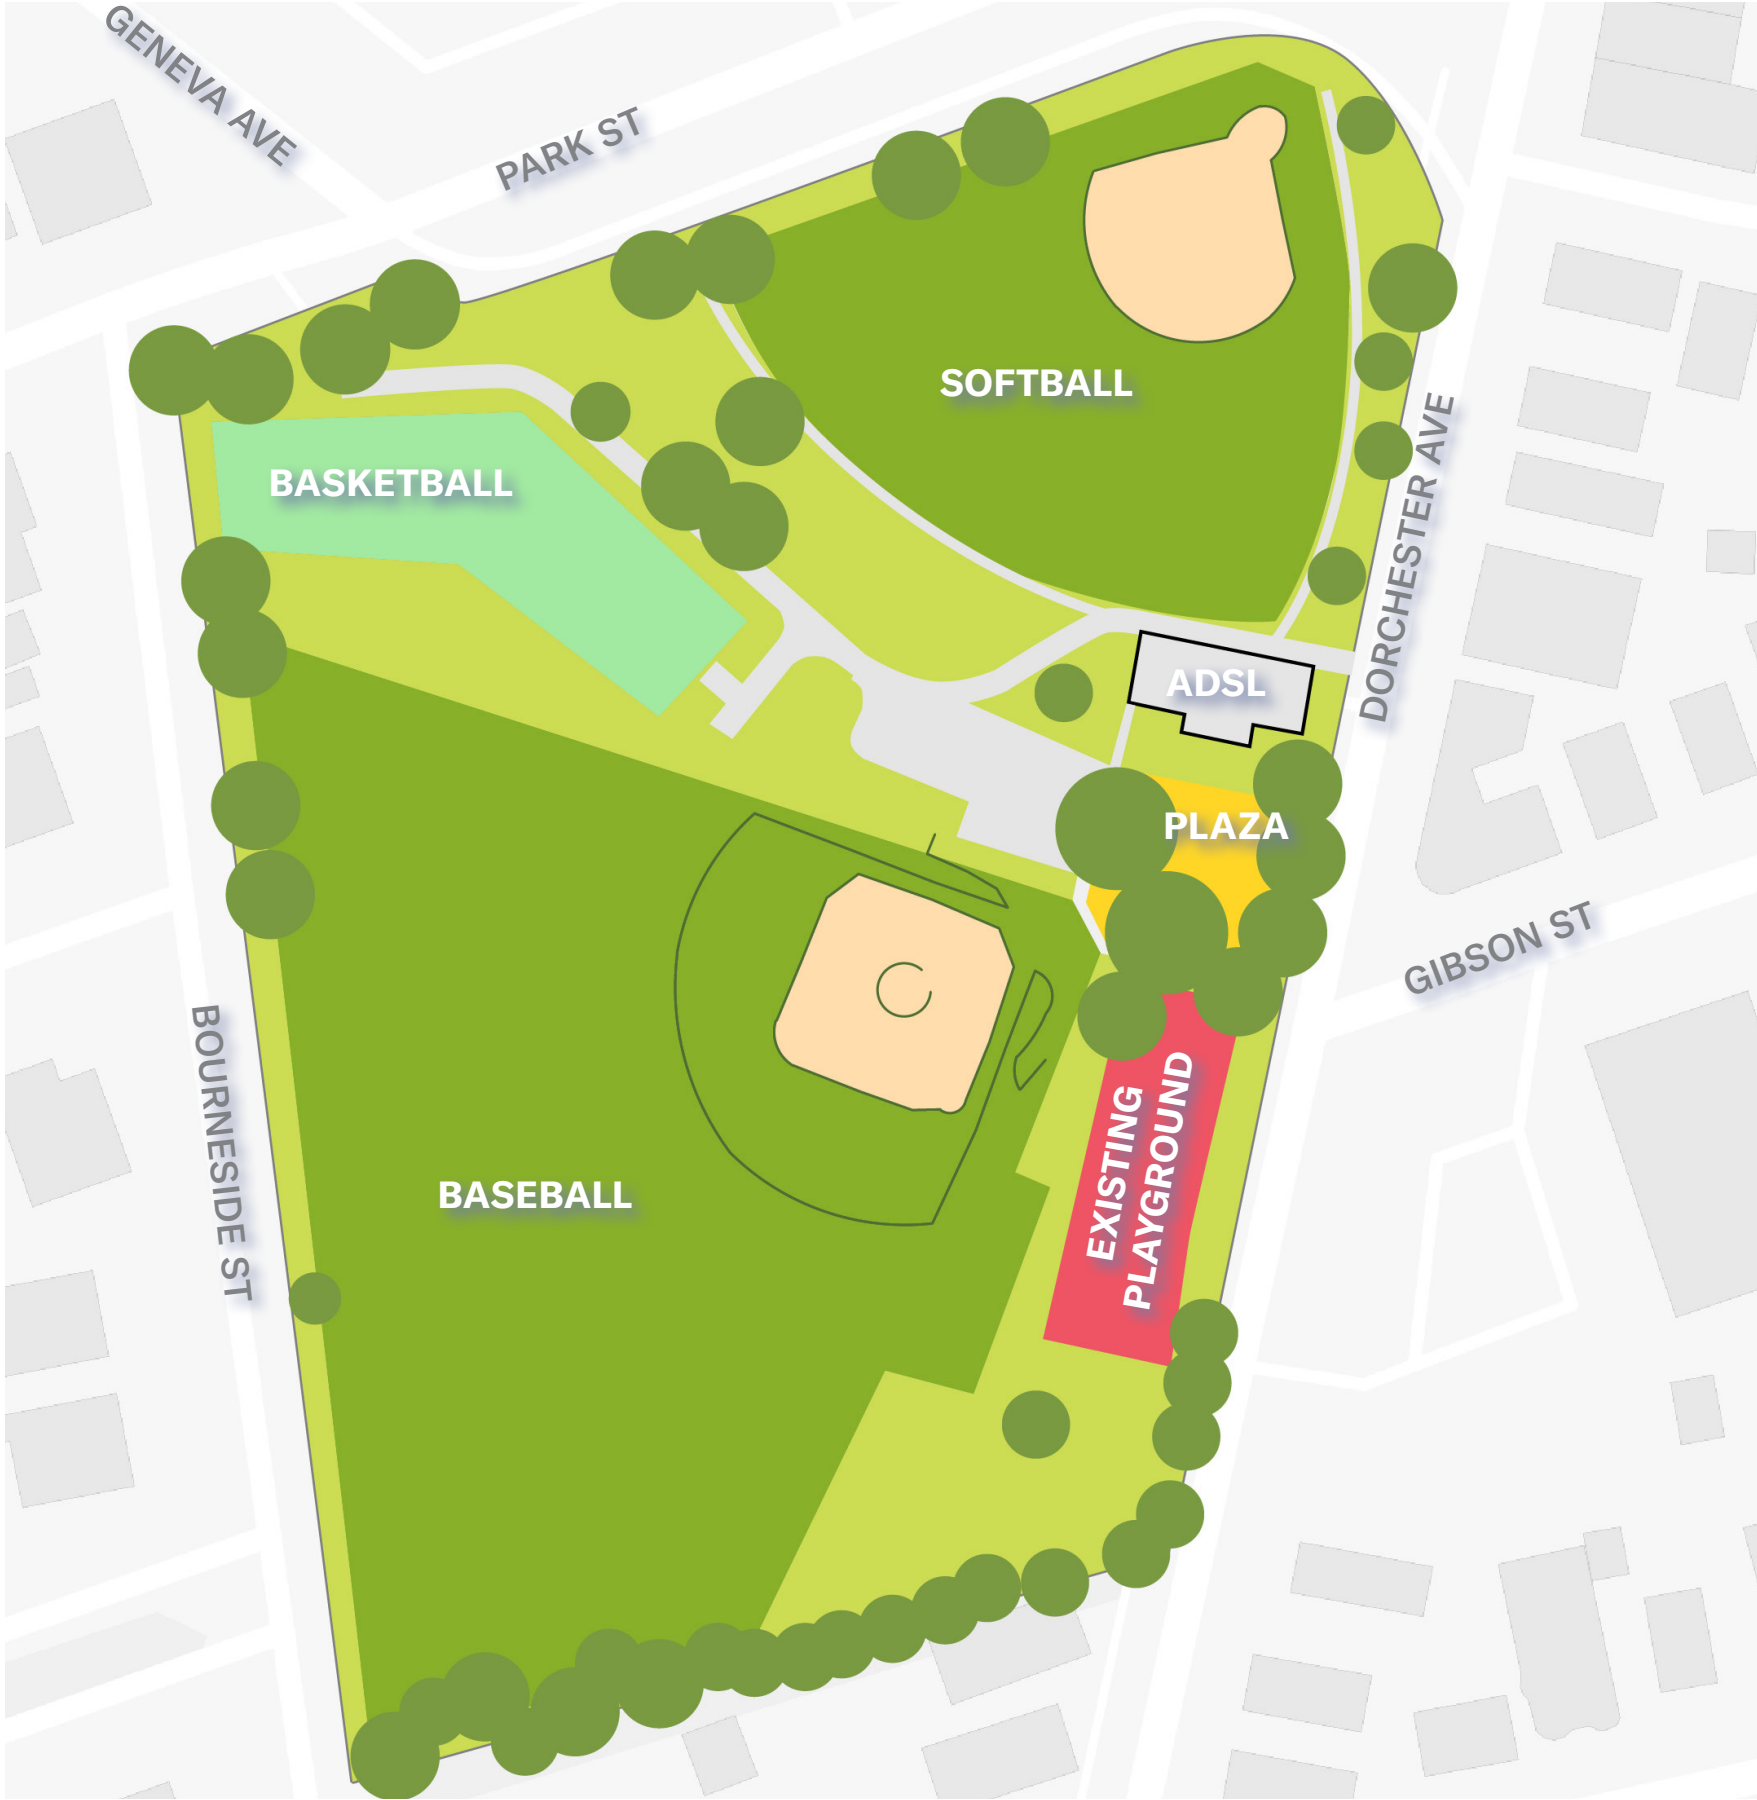 GENEVA AVE
PARK ST
SOFTBALL
BASKETBALL
DORCHESTER AVE
ADSL
PLAZA
GIBSON ST
BOURNESIDE ST
EXISTING
PLAYGROUND
BASEBALL